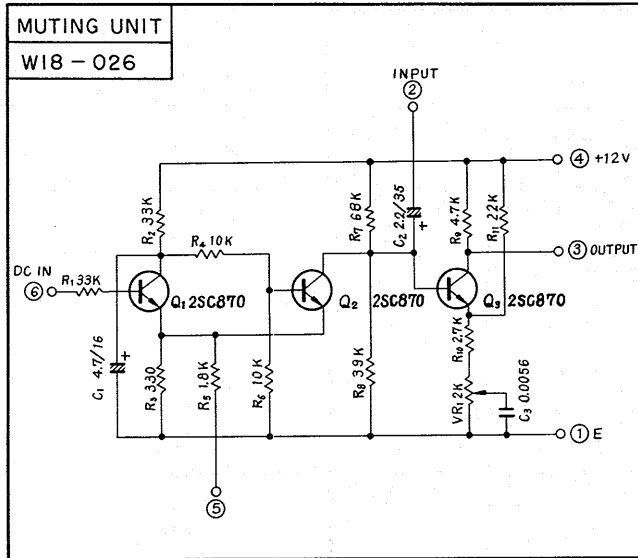 MUTING UNIT
W18-026
INPUT
②
④ +12V
R2 33K
R4 10K
R7 68K
C2 2.2/35
+
R9 4.7K
R11 22K
③ OUTPUT
DC IN
⑥
R1 33K
Q1 2SC870
Q2 2SC870
Q3 2SC870
C1 4.7/16
+
R3 330
R5 1.8K
R6 10K
R8 39K
R10 2.7K
VR1 2K
C3 0.0056
① E
⑤